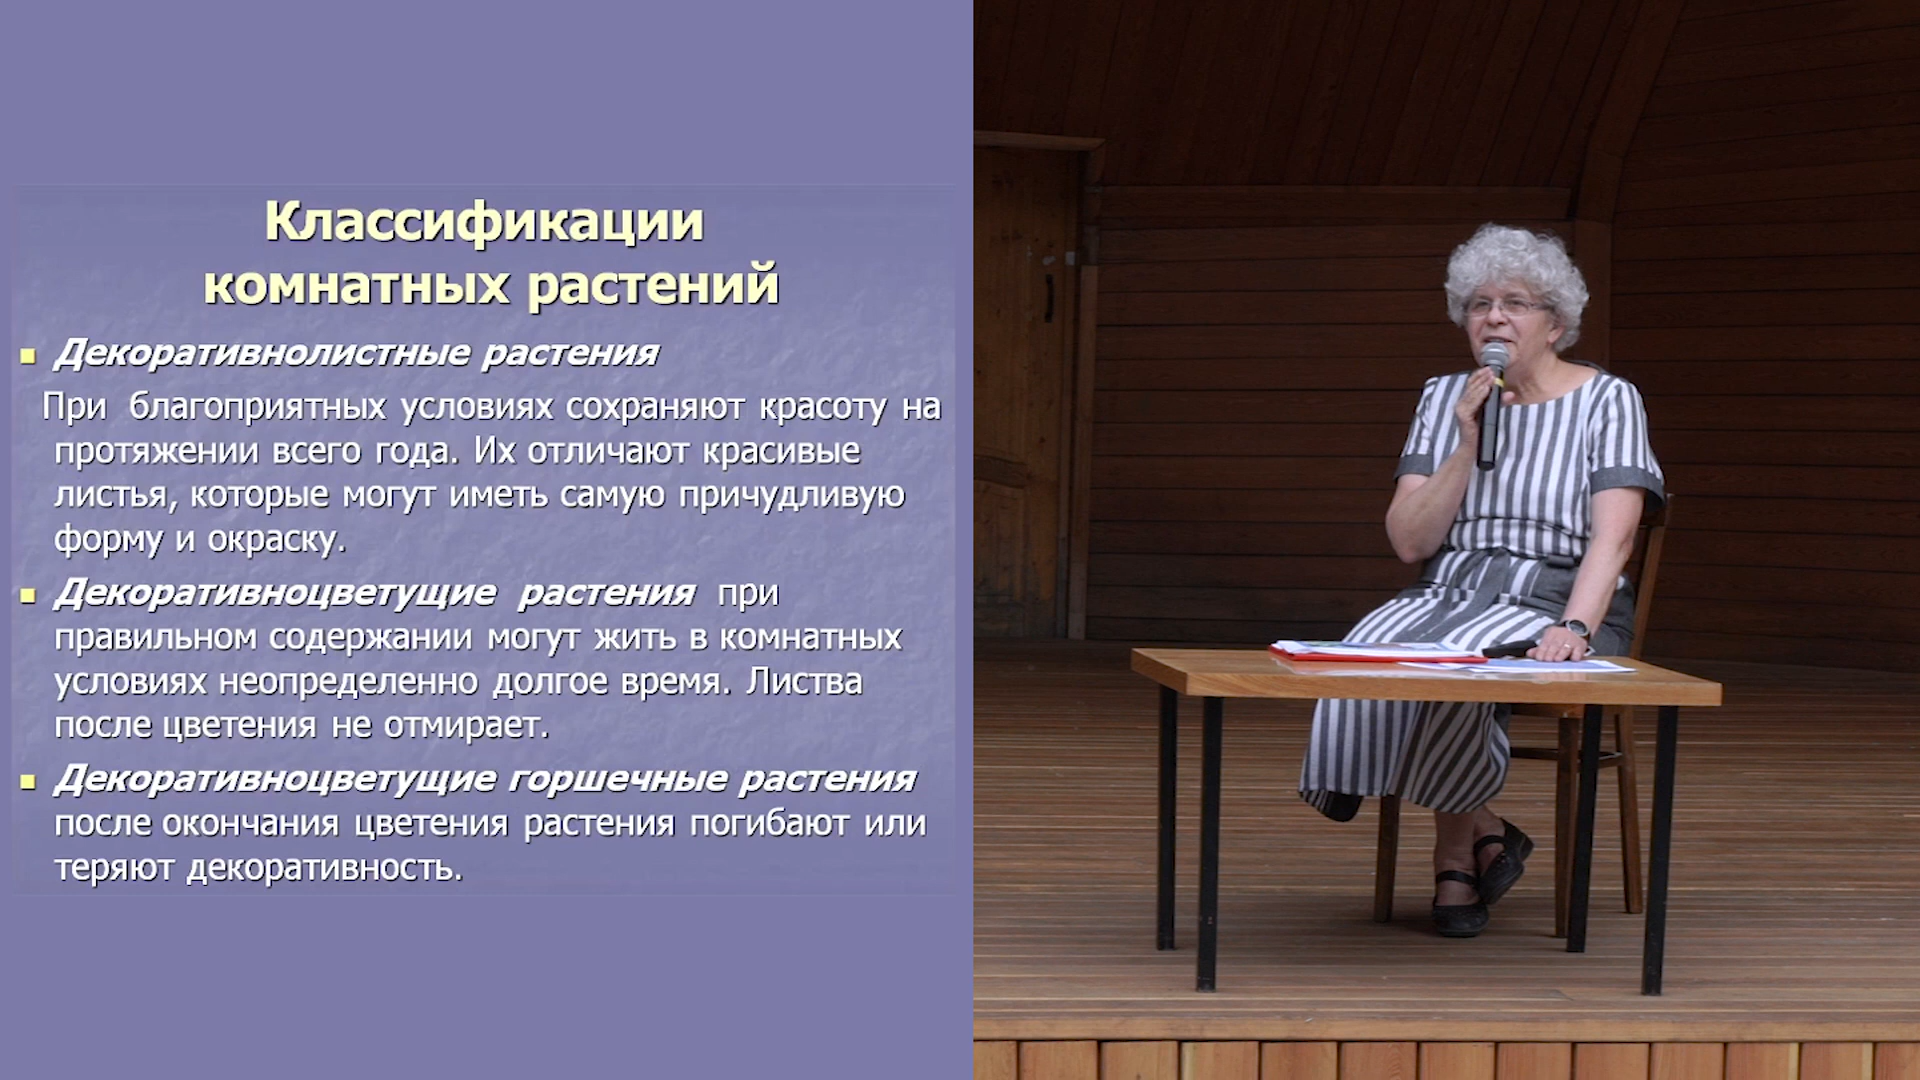 Классификации
комнатных растений
Декоративнолистные растения
При благоприятных условиях сохраняют красоту на
протяжении всего года. Их отличают красивые
листья, которые могут иметь самую причудливую
форму и окраску.
Декоративноцветущие растения при
правильном содержании могут жить в комнатных
условиях неопределенно долгое время. Листва
после цветения не отмирает.
Декоративноцветущие горшечные растения
после окончания цветения растения погибают или
теряют декоративность.